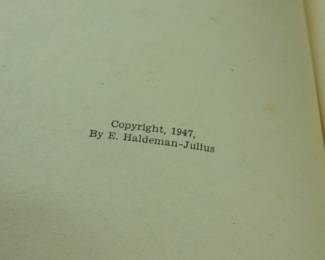 Copyright, 1947,
By E. Haldeman-Julius